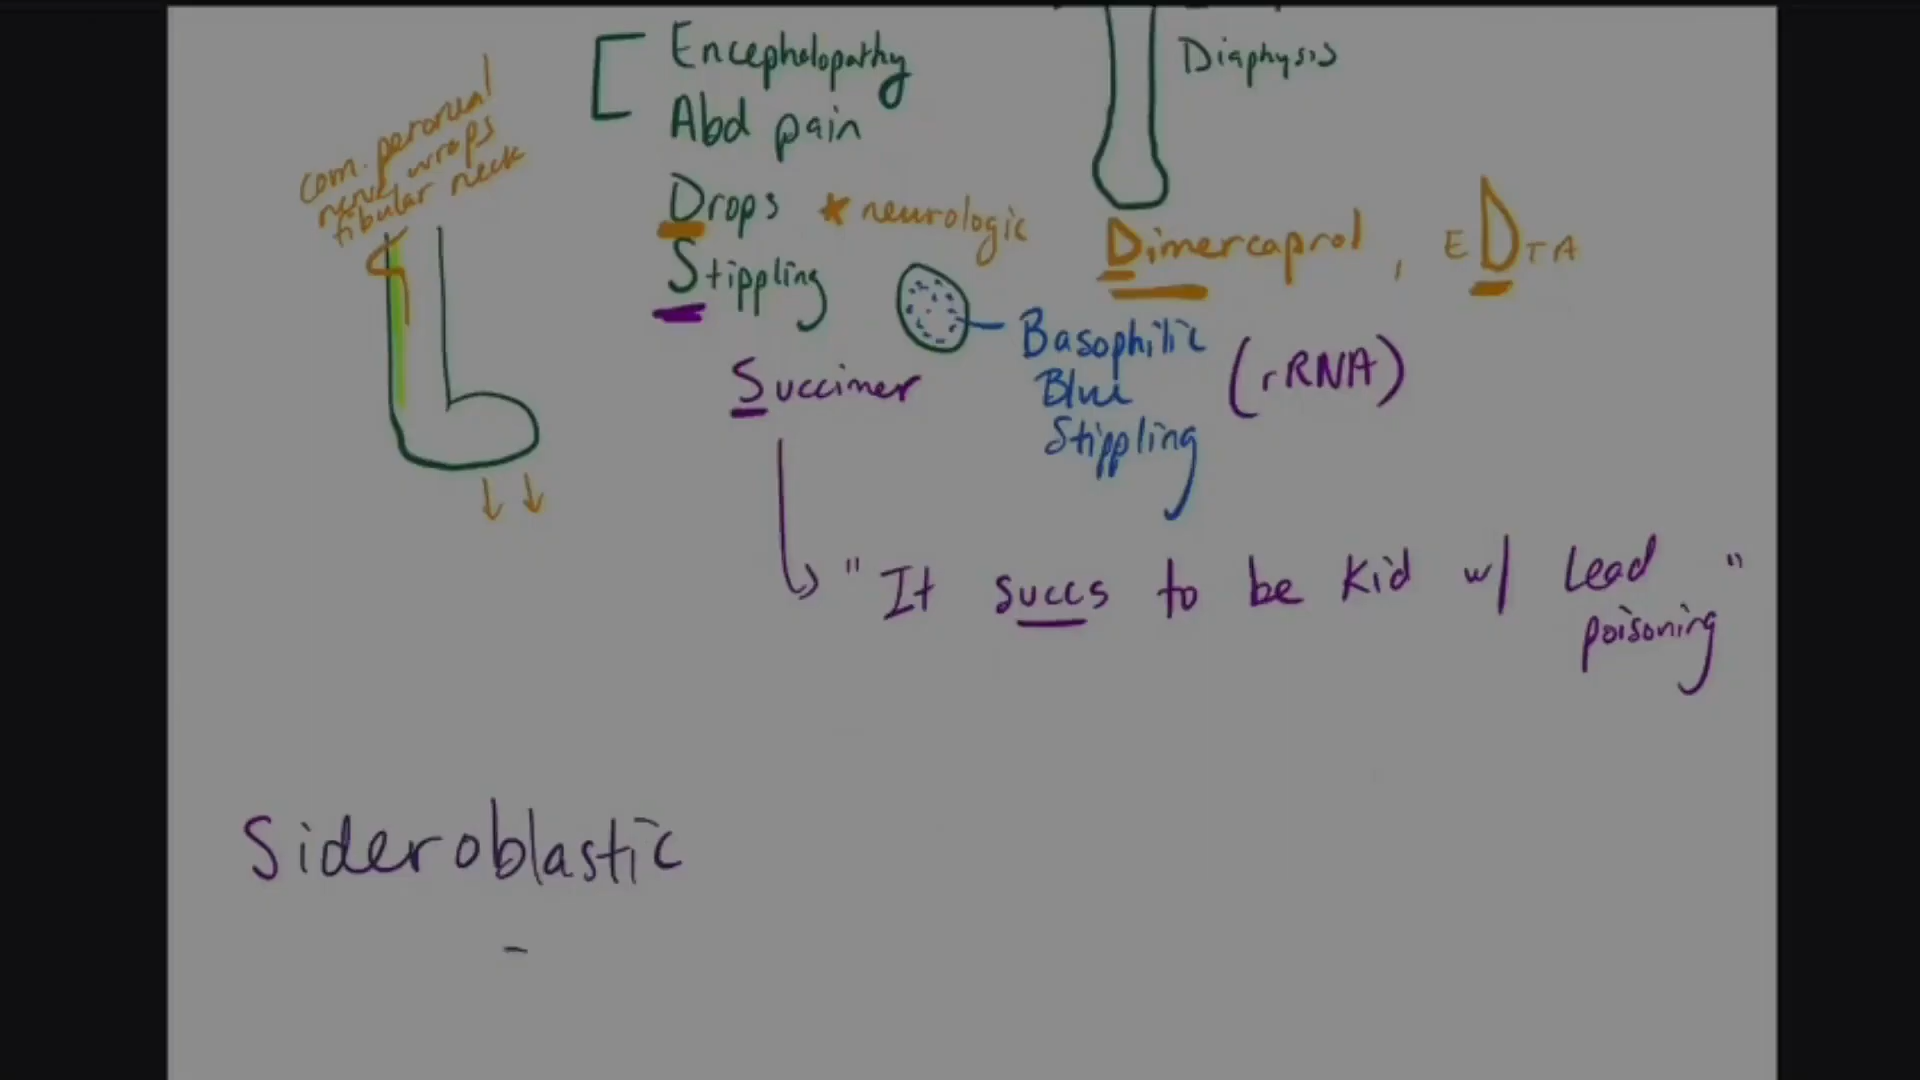 Encephalopathy
Abd pain
Diaphysis
com. peroneal
nerve wraps
fibular neck
Drops * neurologic
Dimercaprol, EDTA
Stippling
Basophilic
Blue
Stippling
(rRNA)
Succimer
"It succs to be kid w/ Lead
poisoning"
Sideroblastic
-